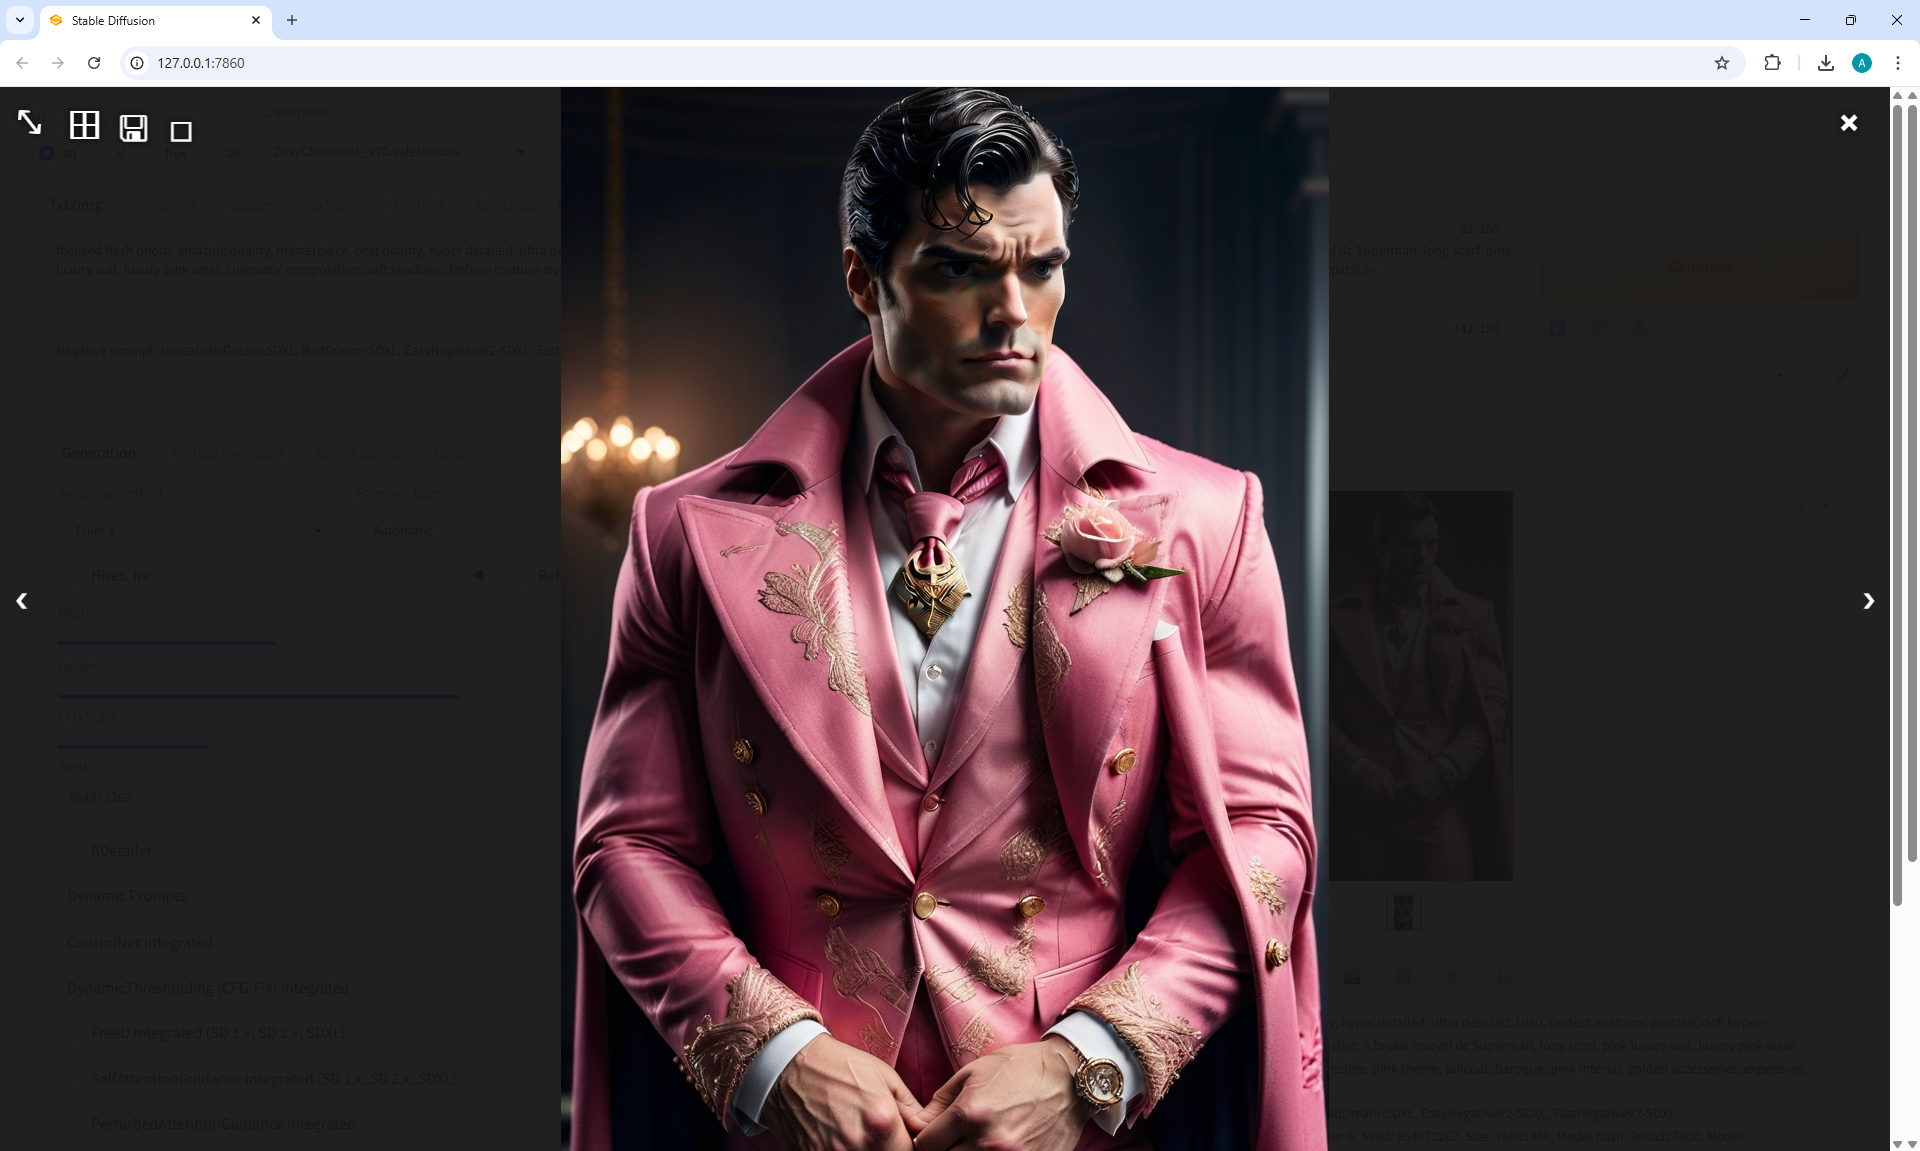 Stable Diffusion
127.0.0.1:7860
Checkpoint
sd xl flux all ZavyChromaXL_v70.safetensors
Txt2img Img2img Spaces Extras PNG Info Checkpoint
92/150
focused flash photo, amazing quality, masterpiece, best quality, hyper detailed, ultra de
el dc Superman, long scarf, pink
luxury suit, luxury pink wear, cinematic composition, soft shadows, fashion couture sty
oat:0.5>
Generate
142/150
Negative prompt: UnrealisticDream-SDXL, BadDream-SDXL, EasyNegativeV2-SDXL, Fast
Generation Textual Inversion Checkpoints Lora
Sampling method Schedule type
Euler a Automatic
Hires. fix Ref
Width
Height
CFG Scale
Seed
854872262
ADetailer
Dynamic Prompts
ControlNet Integrated
DynamicThresholding (CFG-Fix) Integrated
FreeU Integrated (SD 1.x, SD 2.x, SDXL)
SelfAttentionGuidance Integrated (SD 1.x, SD 2.x, SDXL)
PerturbedAttentionGuidance Integrated
y, hyper detailed, ultra detailed, UHD, perfect anatomy, portrait, dof, hyper-
shot: A brutal marvel dc Superman, long scarf, pink luxury suit, luxury pink wear,
estige, pink theme, tailcoat, baroque, pink interior, golden accessories, expensive,
adDream-SDXL, EasyNegativeV2-SDXL, FastNegativeV2-SDXL,
le: 6, Seed: 854872262, Size: 768x1368, Model hash: 3e0a3274d0, Model: